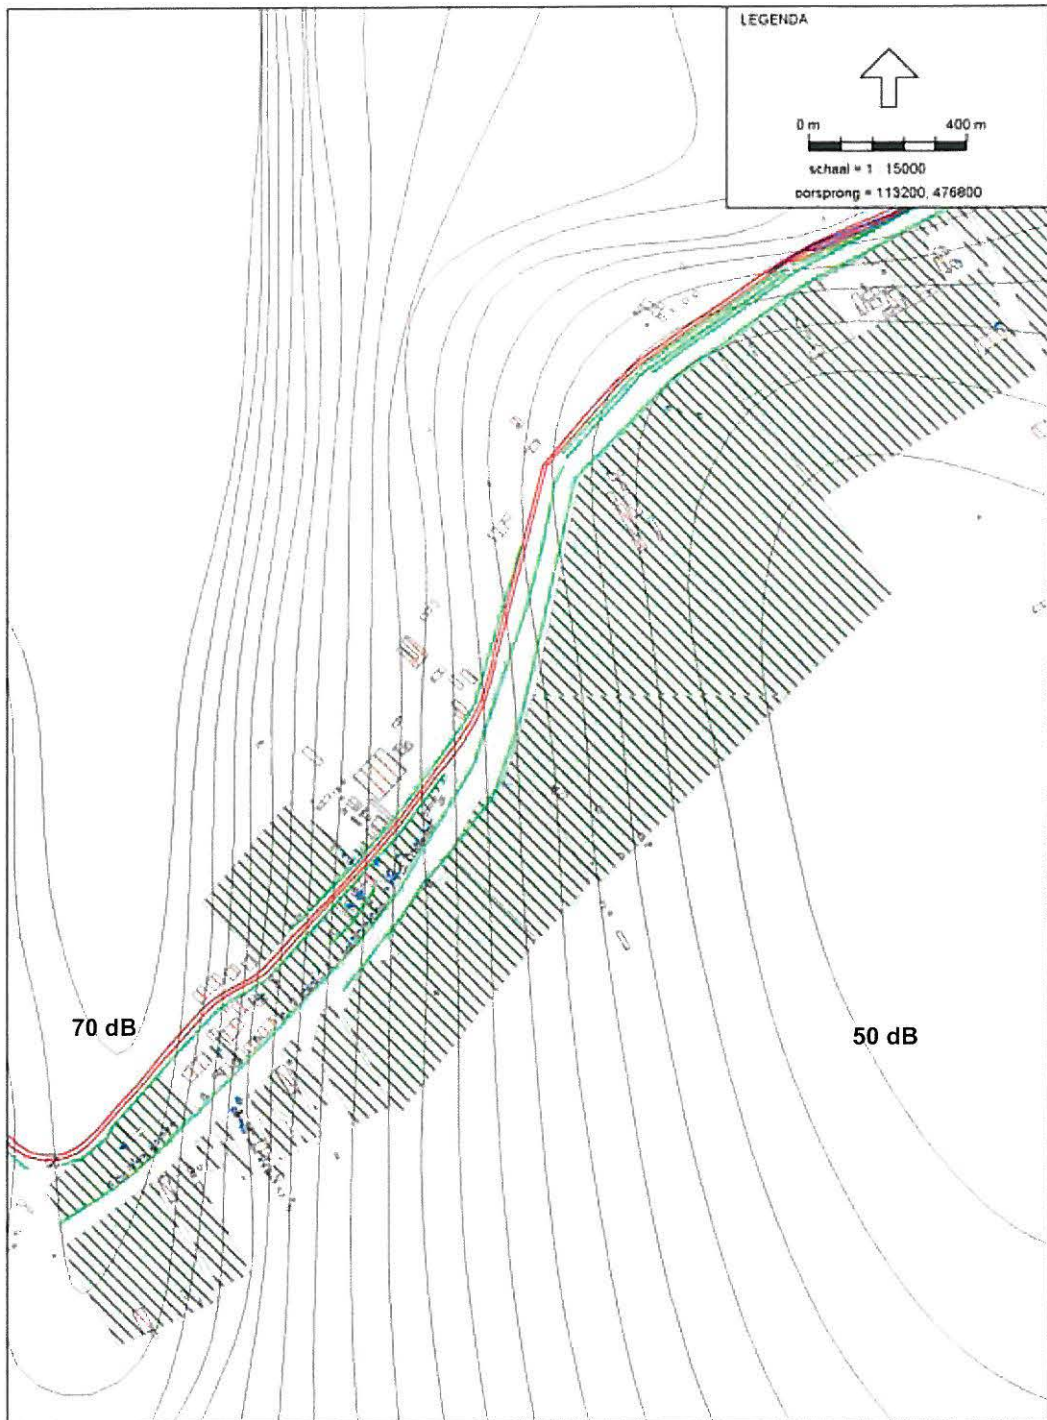 LEGENDA
0 m 400 m
schaal = 1 : 15000
oorsprong = 113200, 476800
70 dB
50 dB